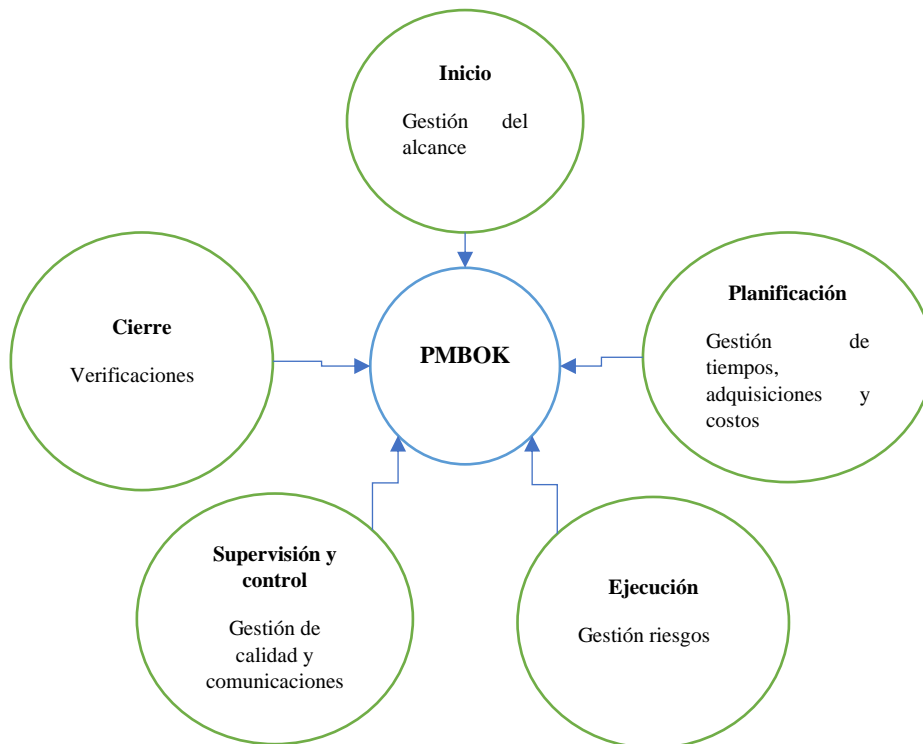 Inicio
Gestión del
alcance
Planificación
Gestión de
tiempos,
adquisiciones y
costos
Cierre
Verificaciones
PMBOK
Supervisión y
control
Gestión de
calidad y
comunicaciones
Ejecución
Gestión riesgos